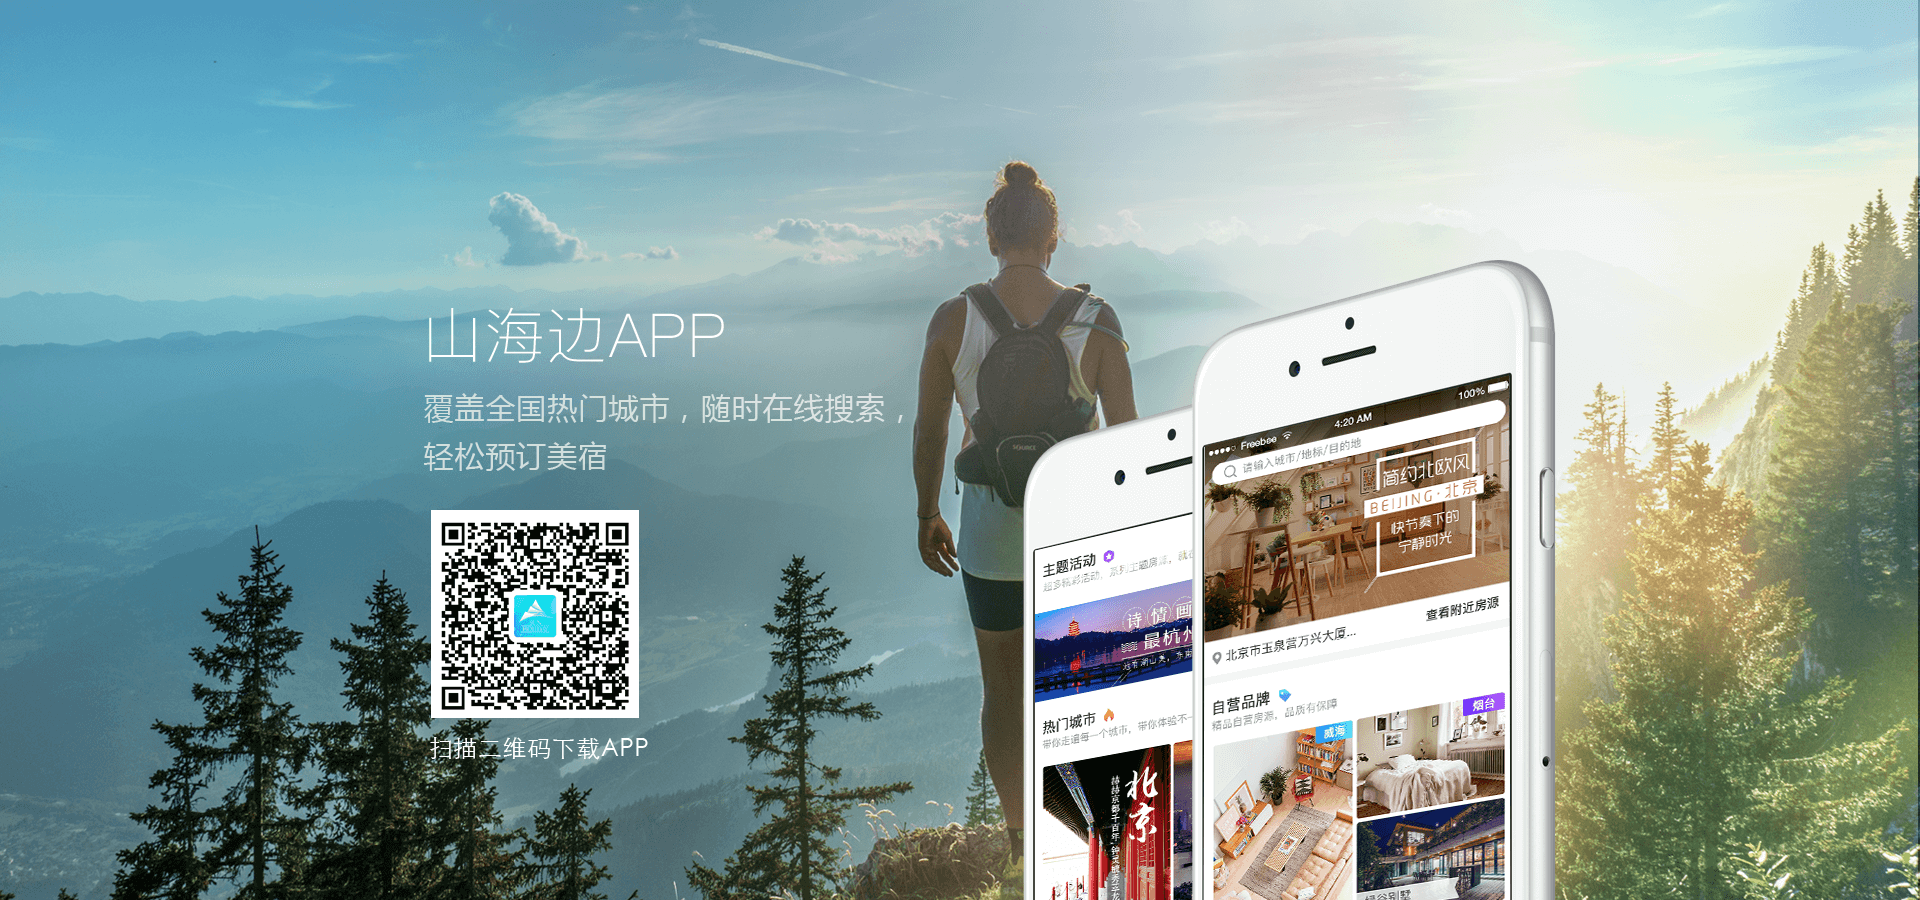 山海边APP
覆盖全国热门城市，随时在线搜索，
轻松预订美宿
扫描二维码下载APP
主题活动
超多精彩活动，系列主题房源，
诗情画
最杭州
热门城市
带你走遍每一个城市，带你体验不一
北京
Freebee
4:20 AM
100%
请输入城市/地标/目的地
简约北欧风
BEIJING·北京
快节奏下的
宁静时光
北京市玉泉营万兴大厦...
查看附近房源
自营品牌
精品自营房源，品质有保障
威海
烟台